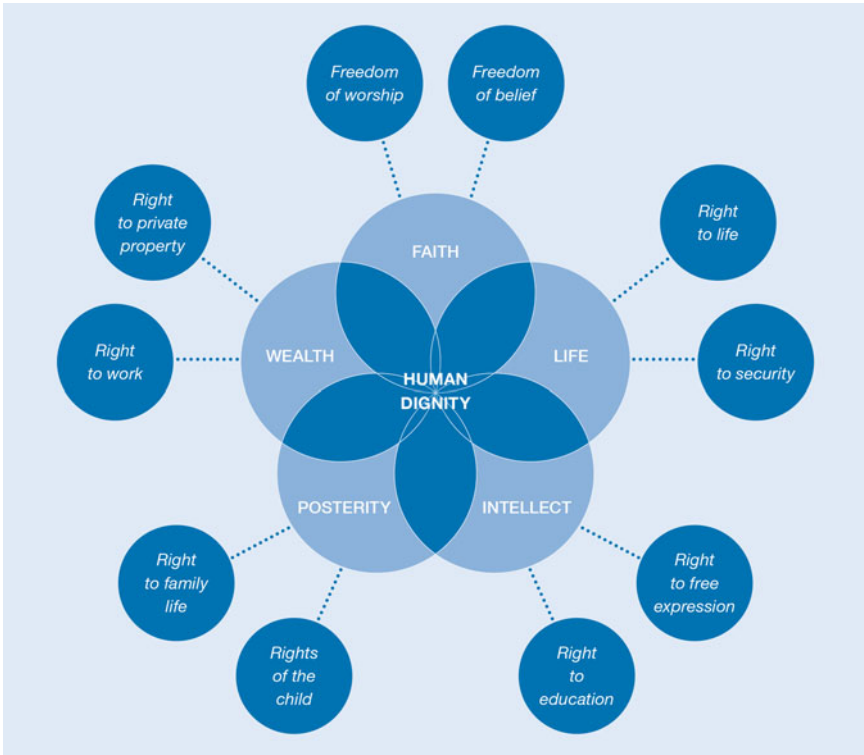 Freedom
of worship
Freedom
of belief
Right
to private
property
Right
to life
FAITH
WEALTH
LIFE
Right
to work
Right
to security
HUMAN
DIGNITY
POSTERITY
INTELLECT
Right
to family
life
Right
to free
expression
Rights
of the
child
Right
to
education